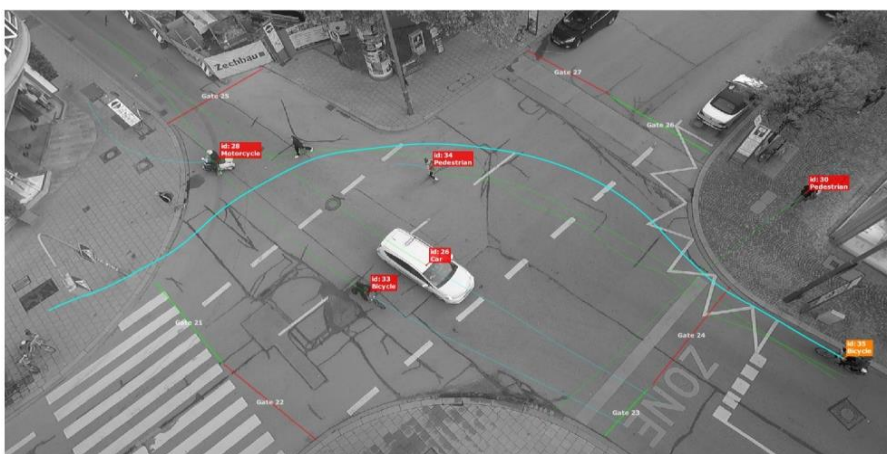 Zechbau
Gate 25
Gate 27
Gate 26
id: 28
Motorcycle
id: 34
Pedestrian
id: 30
Pedestrian
id: 26
Car
id: 33
Bicycle
Gate 21
Gate 24
id: 35
Bicycle
Gate 22
Gate 23
ZONE